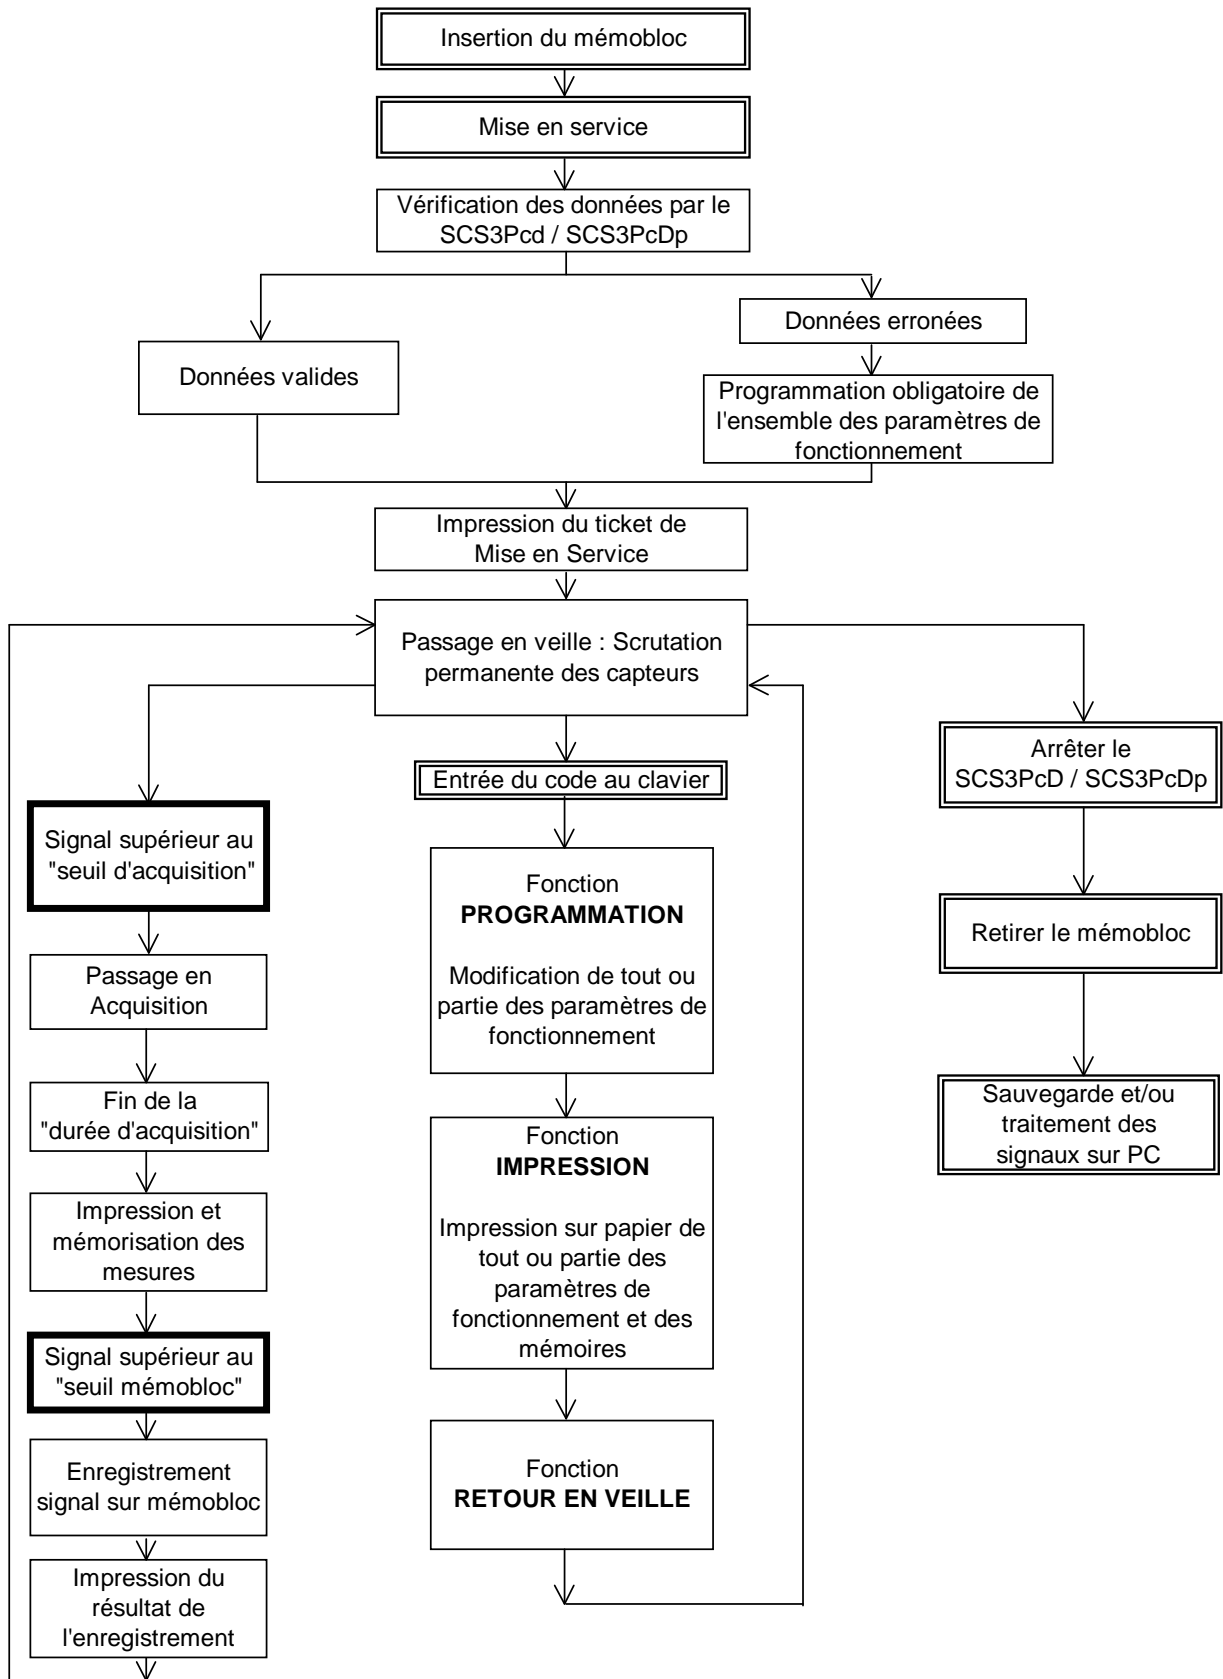 Insertion du mémobloc
Mise en service
Vérification des données par le
SCS3Pcd / SCS3PcDp
Données valides
Données erronées
Programmation obligatoire de
l'ensemble des paramètres de
fonctionnement
Impression du ticket de
Mise en Service
Passage en veille : Scrutation
permanente des capteurs
Signal supérieur au
"seuil d'acquisition"
Passage en
Acquisition
Fin de la
"durée d'acquisition"
Impression et
mémorisation des
mesures
Signal supérieur au
"seuil mémobloc"
Enregistrement
signal sur mémobloc
Impression du
résultat de
l'enregistrement
Entrée du code au clavier
Fonction
PROGRAMMATION
Modification de tout ou
partie des paramètres de
fonctionnement
Fonction
IMPRESSION
Impression sur papier de
tout ou partie des
paramètres de
fonctionnement et des
mémoires
Fonction
RETOUR EN VEILLE
Arrêter le
SCS3PcD / SCS3PcDp
Retirer le mémobloc
Sauvegarde et/ou
traitement des
signaux sur PC